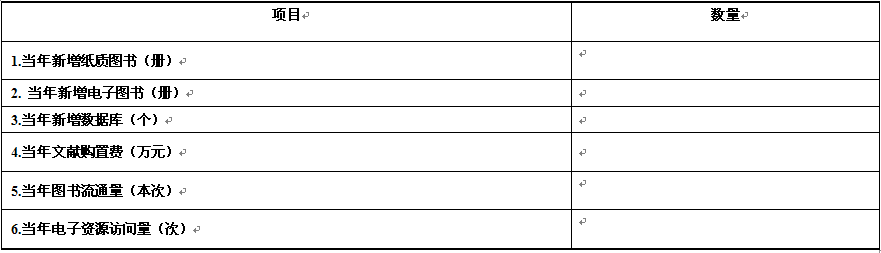 项目 数量
1.当年新增纸质图书（册）
2. 当年新增电子图书（册）
3.当年新增数据库（个）
4.当年文献购置费（万元）
5.当年图书流通量（本次）
6.当年电子资源访问量（次）